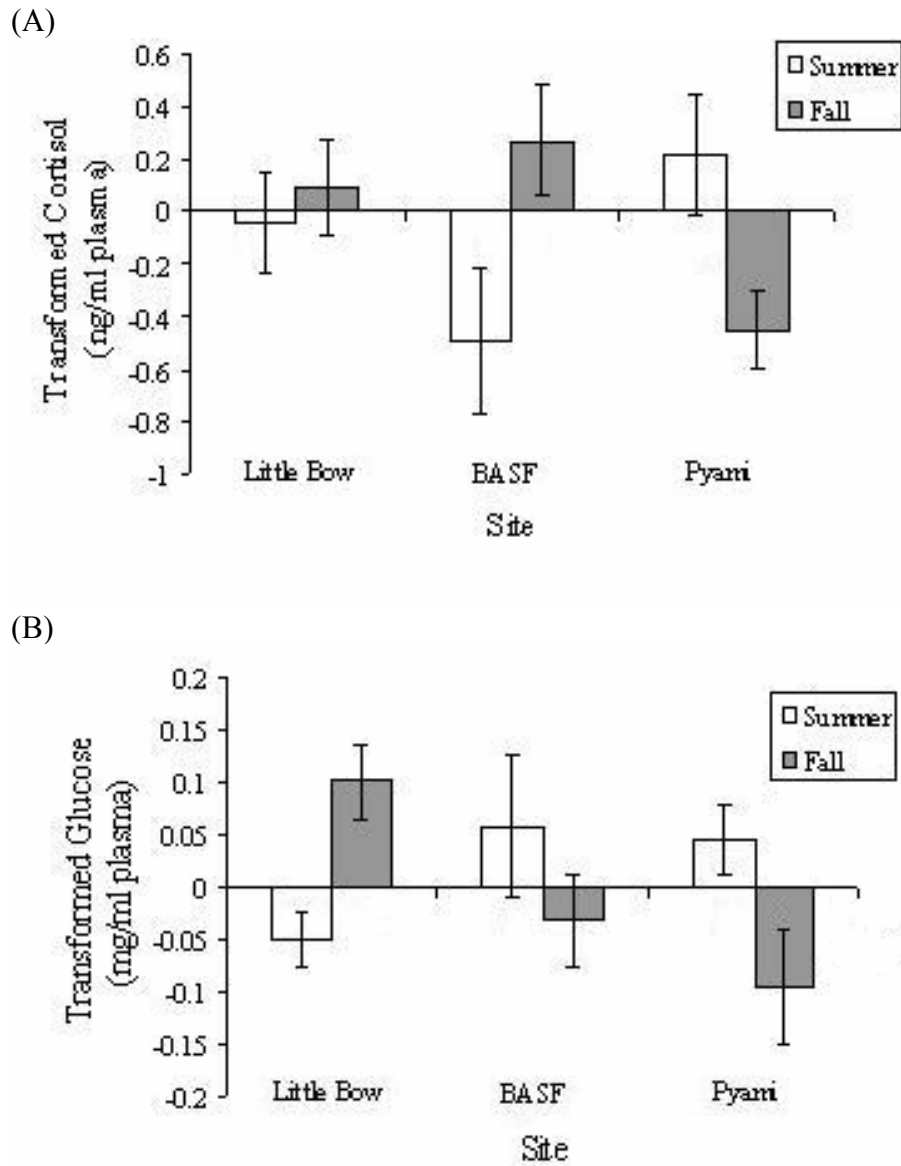 (A)
0.6
0.4
0.2
0
-0.2
-0.4
-0.6
-0.8
-1
Transformed Cortisol
(ng/ml plasma)
Summer
Fall
Little Bow BASF Pyami
Site
(B)
0.2
0.15
0.1
0.05
0
-0.05
-0.1
-0.15
-0.2
Transformed Glucose
(mg/ml plasma)
Summer
Fall
Little Bow BASF Pyami
Site